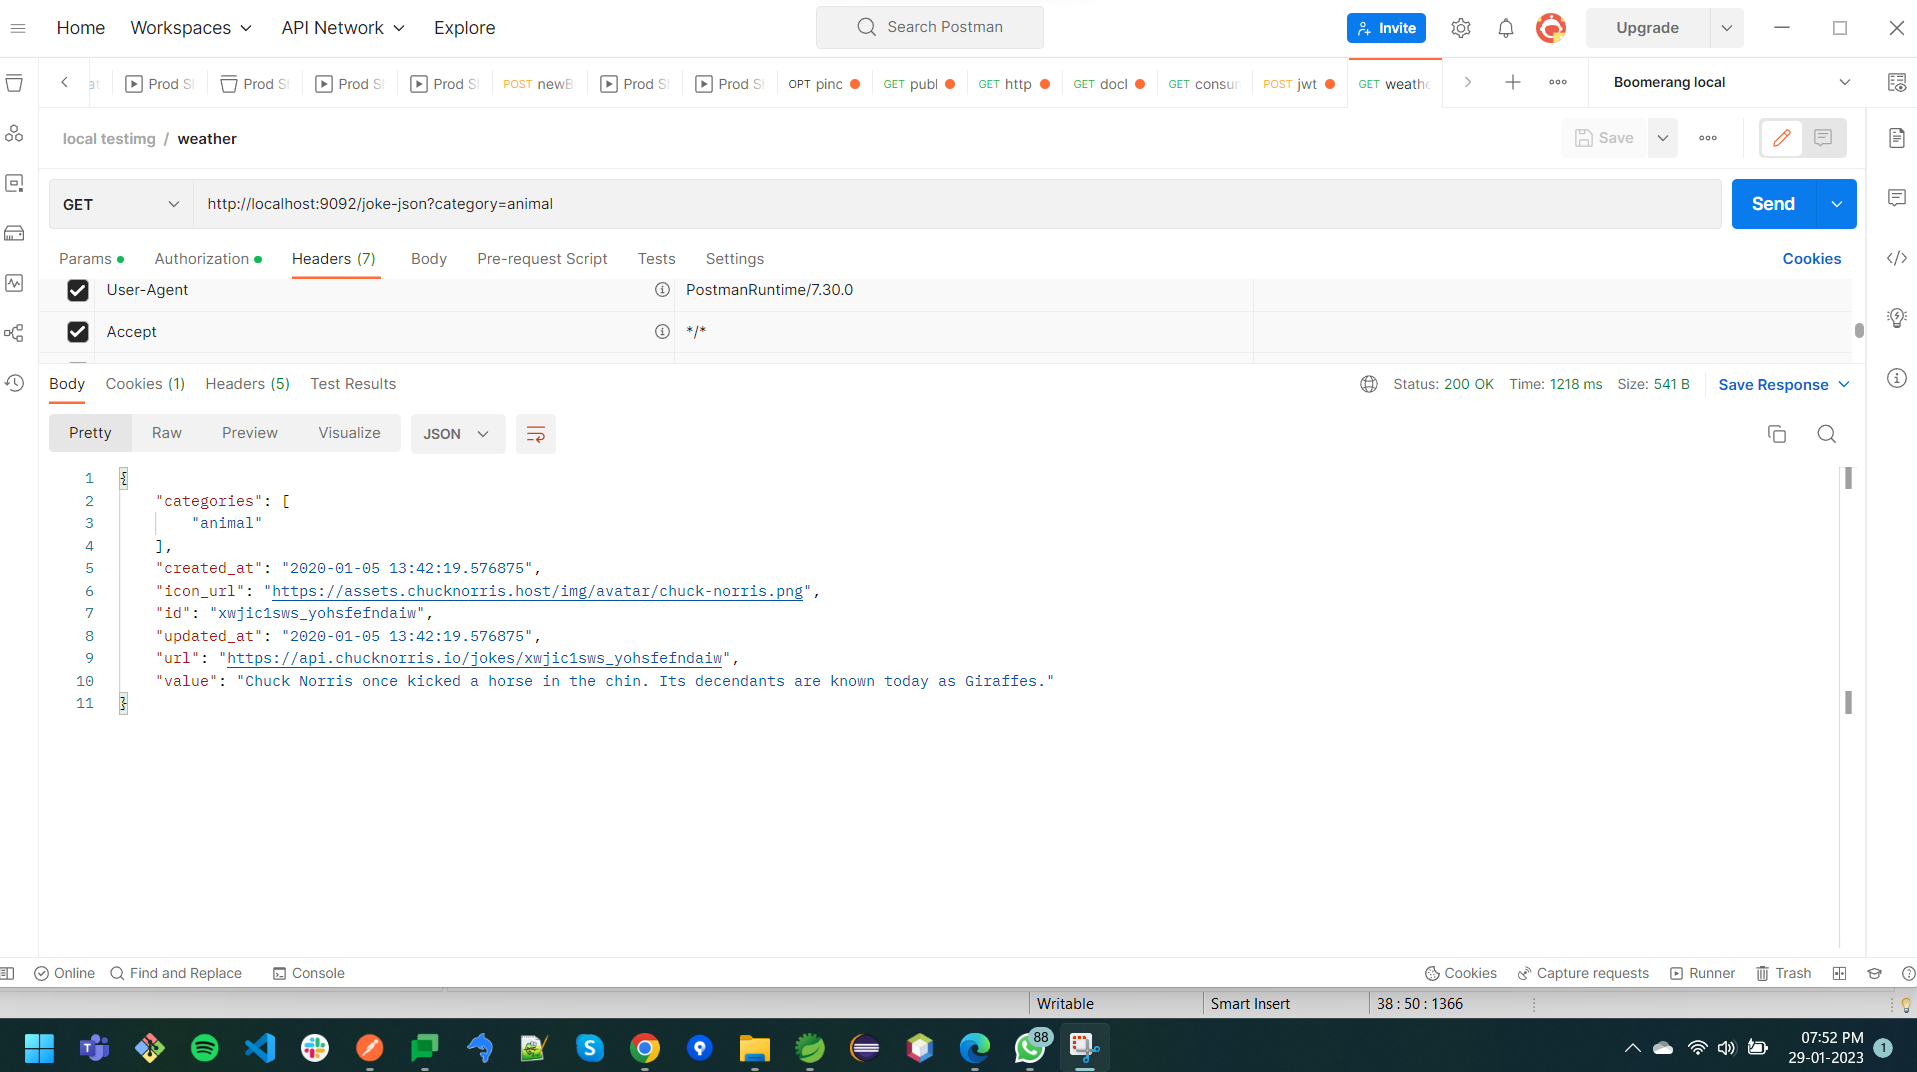 Home Workspaces API Network Explore Search Postman Invite Upgrade
Prod S Prod S Prod S Prod S POST newB Prod S Prod S OPT pinc GET publ GET http GET docl GET consun POST jwt GET weathe Boomerang local
local testimg / weather Save
GET http://localhost:9092/joke-json?category=animal Send
Params Authorization Headers (7) Body Pre-request Script Tests Settings Cookies
User-Agent PostmanRuntime/7.30.0
Accept */*
Body Cookies (1) Headers (5) Test Results Status: 200 OK Time: 1218 ms Size: 541 B Save Response
Pretty Raw Preview Visualize JSON
1 {
2 "categories": [
3 "animal"
4 ],
5 "created_at": "2020-01-05 13:42:19.576875",
6 "icon_url": "https://assets.chucknorris.host/img/avatar/chuck-norris.png",
7 "id": "xwjic1sws_yohsfefndaiw",
8 "updated_at": "2020-01-05 13:42:19.576875",
9 "url": "https://api.chucknorris.io/jokes/xwjic1sws_yohsfefndaiw",
10 "value": "Chuck Norris once kicked a horse in the chin. Its decendants are known today as Giraffes."
11 }
Online Find and Replace Console Cookies Capture requests Runner Trash
Writable Smart Insert 38 : 50 : 1366
88
07:52 PM
29-01-2023 1